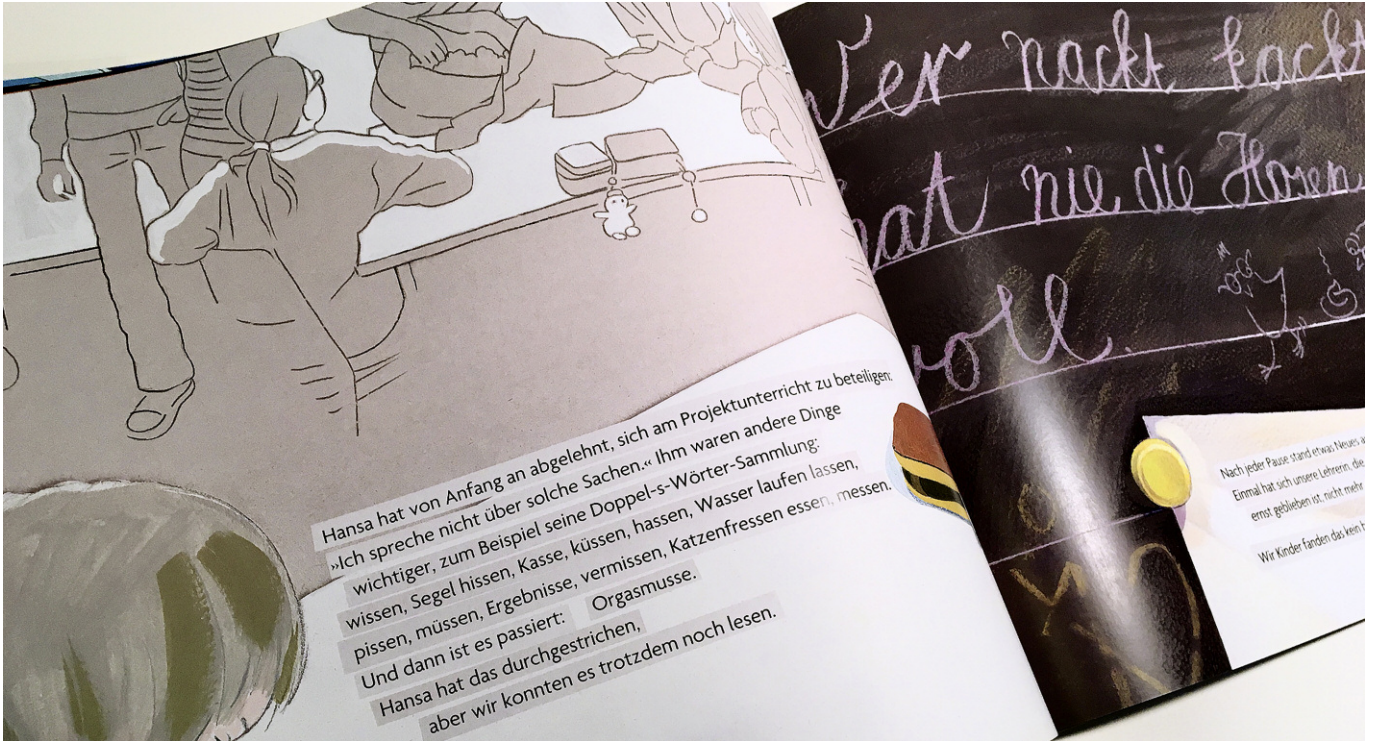 Hansa hat von Anfang an abgelehnt, sich am Projektunterricht zu beteiligen:
»Ich spreche nicht über solche Sachen.« Ihm waren andere Dinge
wichtiger, zum Beispiel seine Doppel-s-Wörter-Sammlung:
wissen, Segel hissen, Kasse, küssen, hassen, Wasser laufen lassen,
pissen, müssen, Ergebnisse, vermissen, Katzenfressen essen, messen.
Und dann ist es passiert: Orgasmusse.
Hansa hat das durchgestrichen,
aber wir konnten es trotzdem noch lesen.
Wer nackt kackt
hat nie die Hosen
voll.
Nach jeder Pause stand etwas Neues
Einmal hat sich unsere Lehrerin, die
ernst geblieben ist, nicht mehr
Wir Kinder fanden das kein